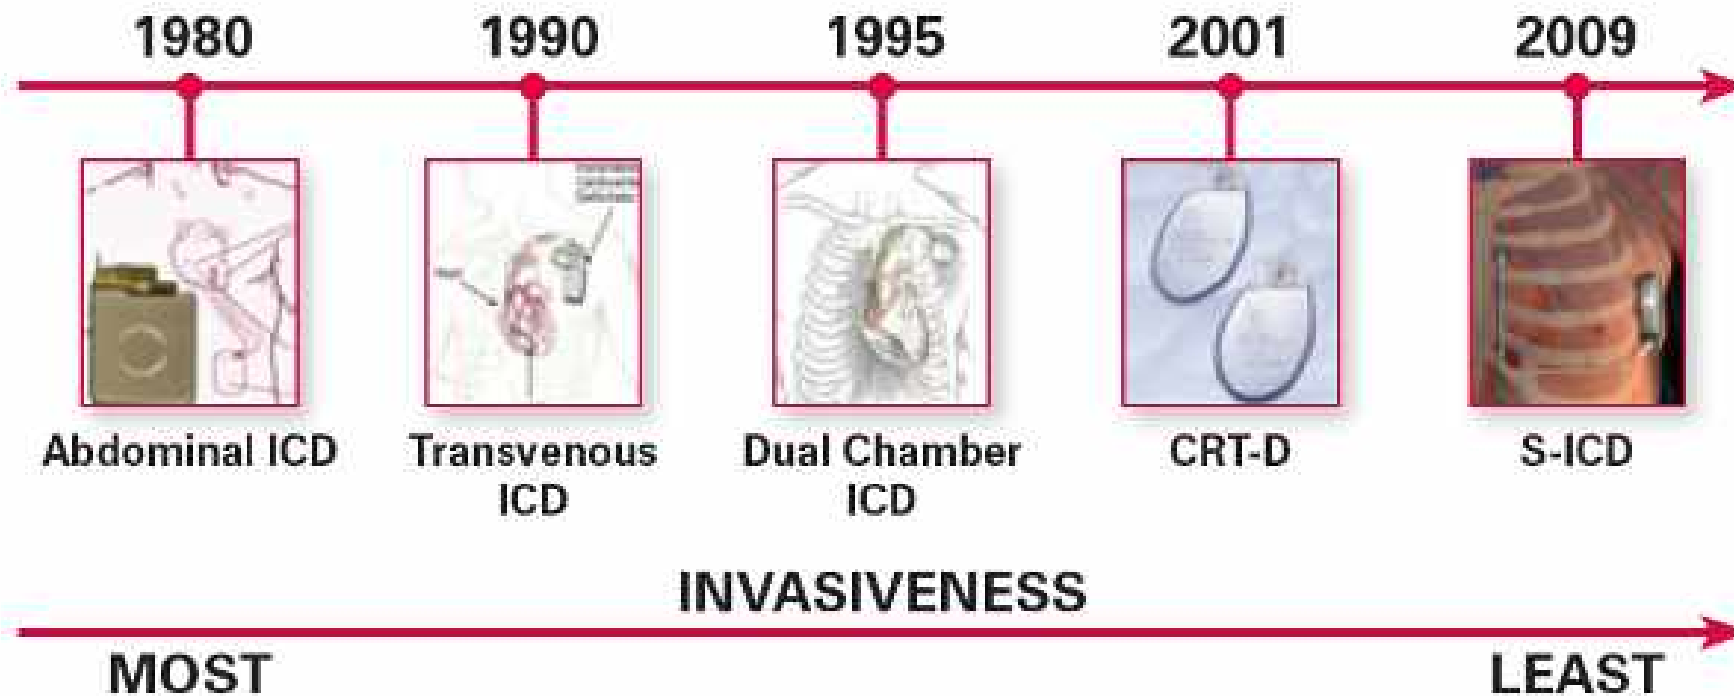 1980
1990
1995
2001
2009
Abdominal ICD
Transvenous
ICD
Dual Chamber
ICD
CRT-D
S-ICD
INVASIVENESS
MOST
LEAST